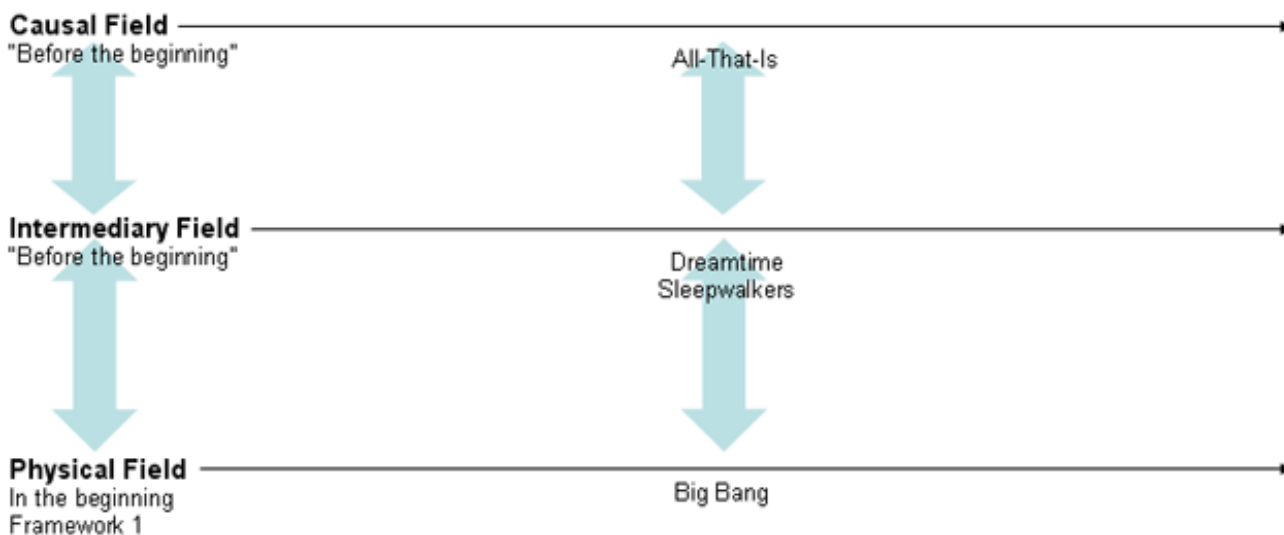 Causal Field
"Before the beginning"
All-That-Is
Intermediary Field
"Before the beginning"
Dreamtime
Sleepwalkers
Physical Field
In the beginning
Framework 1
Big Bang